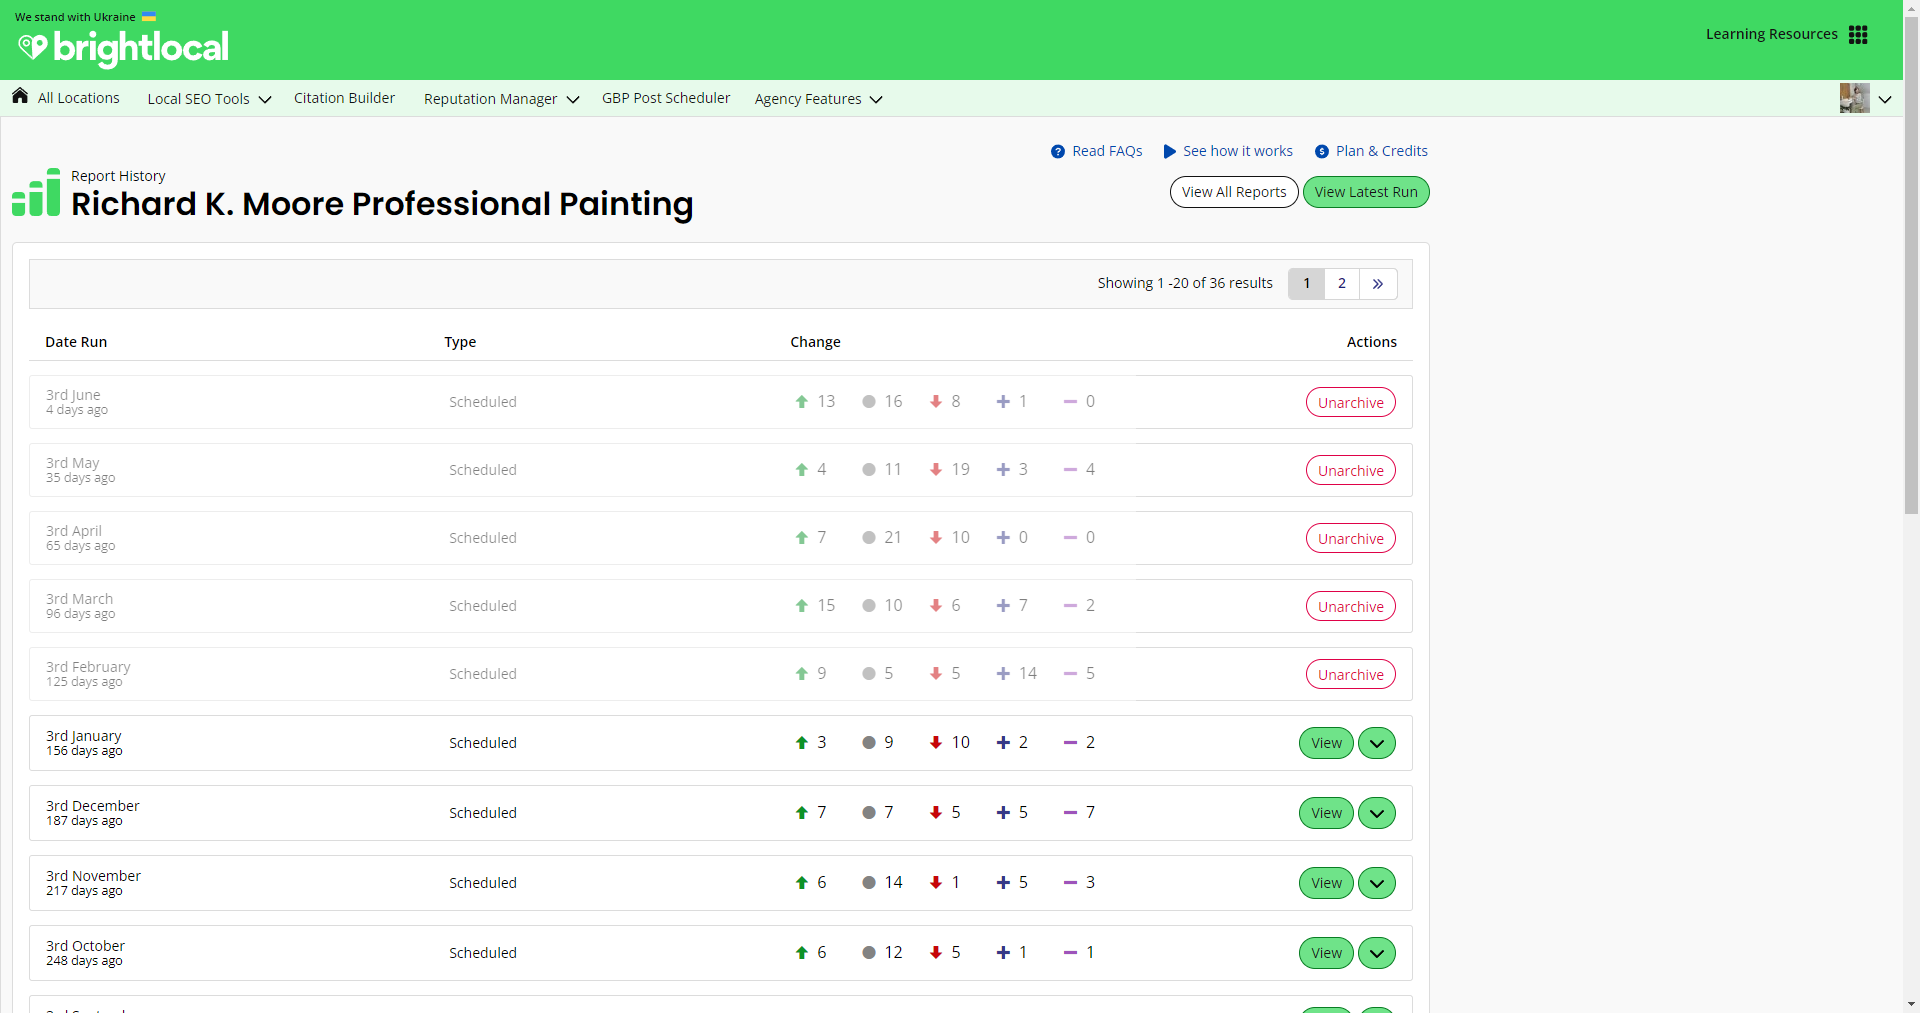 We stand with Ukraine
brightlocal
Learning Resources
All Locations Local SEO Tools Citation Builder Reputation Manager GBP Post Scheduler Agency Features
Read FAQs See how it works Plan & Credits
Report History
Richard K. Moore Professional Painting
View All Reports View Latest Run
Showing 1 -20 of 36 results 1 2 »
Date Run Type Change Actions
3rd June
4 days ago
Scheduled 13 16 8 1 0 Unarchive
3rd May
35 days ago
Scheduled 4 11 19 3 4 Unarchive
3rd April
65 days ago
Scheduled 7 21 10 0 0 Unarchive
3rd March
96 days ago
Scheduled 15 10 6 7 2 Unarchive
3rd February
125 days ago
Scheduled 9 5 5 14 5 Unarchive
3rd January
156 days ago
Scheduled 3 9 10 2 2 View
3rd December
187 days ago
Scheduled 7 7 5 5 7 View
3rd November
217 days ago
Scheduled 6 14 1 5 3 View
3rd October
248 days ago
Scheduled 6 12 5 1 1 View